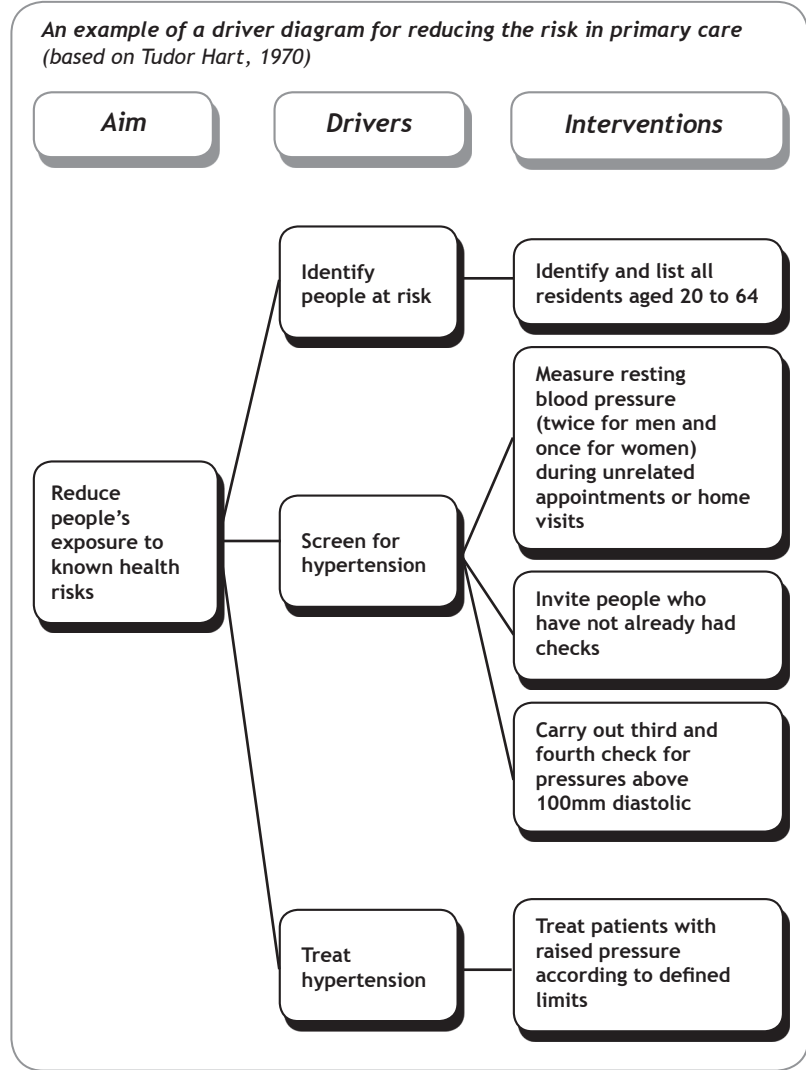 An example of a driver diagram for reducing the risk in primary care
(based on Tudor Hart, 1970)
Aim
Drivers
Interventions
Identify
people at risk
Identify and list all
residents aged 20 to 64
Measure resting
blood pressure
(twice for men and
once for women)
during unrelated
appointments or home
visits
Reduce
people’s
exposure to
known health
risks
Screen for
hypertension
Invite people who
have not already had
checks
Carry out third and
fourth check for
pressures above
100mm diastolic
Treat
hypertension
Treat patients with
raised pressure
according to defined
limits